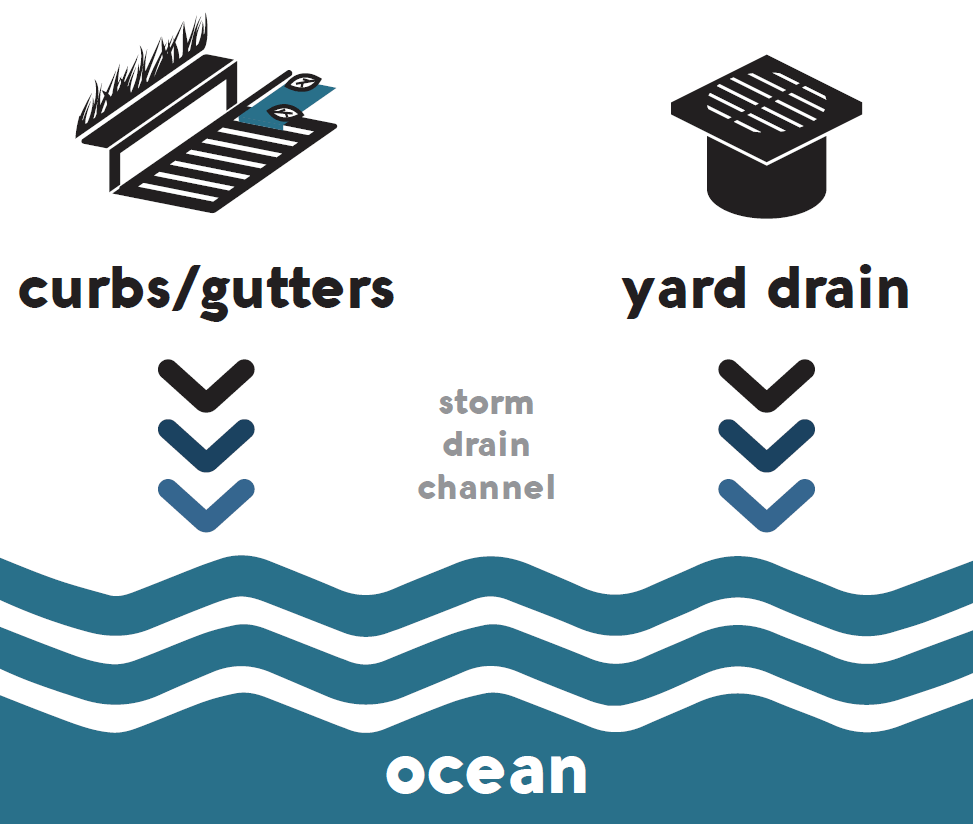 curbs/gutters
yard drain
storm
drain
channel
ocean